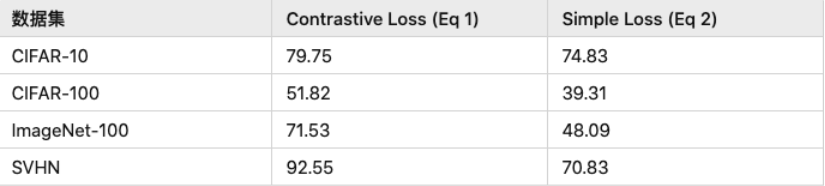 数据集 Contrastive Loss (Eq 1) Simple Loss (Eq 2)
CIFAR-10 79.75 74.83
CIFAR-100 51.82 39.31
ImageNet-100 71.53 48.09
SVHN 92.55 70.83